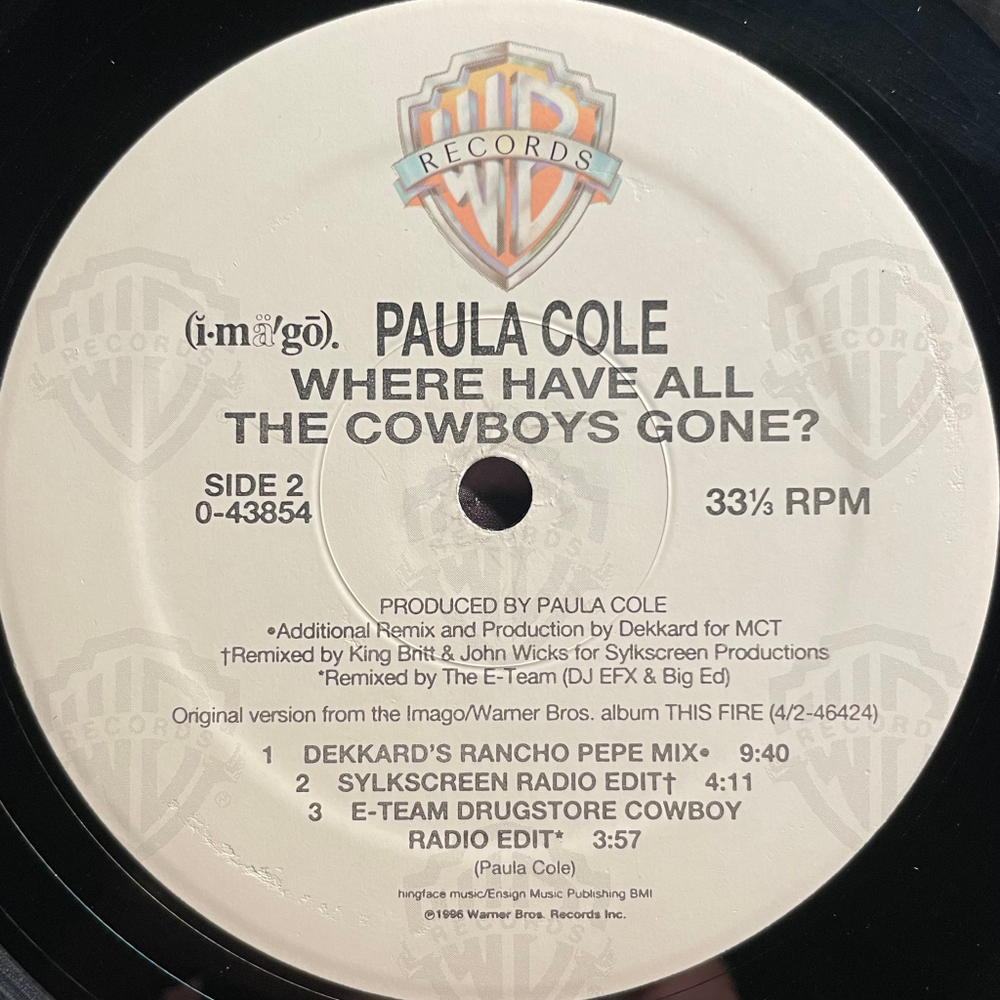 WB
RECORDS
(ĭ·mä′gō). PAULA COLE
WHERE HAVE ALL
THE COWBOYS GONE?
SIDE 2
0-43854
33⅓ RPM
PRODUCED BY PAULA COLE
•Additional Remix and Production by Dekkard for MCT
†Remixed by King Britt & John Wicks for Sylkscreen Productions
*Remixed by The E-Team (DJ EFX & Big Ed)
Original version from the Imago/Warner Bros. album THIS FIRE (4/2-46424)
1 DEKKARD'S RANCHO PEPE MIX• 9:40
2 SYLKSCREEN RADIO EDIT† 4:11
3 E-TEAM DRUGSTORE COWBOY
RADIO EDIT* 3:57
(Paula Cole)
hingface music/Ensign Music Publishing BMI
℗1996 Warner Bros. Records Inc.